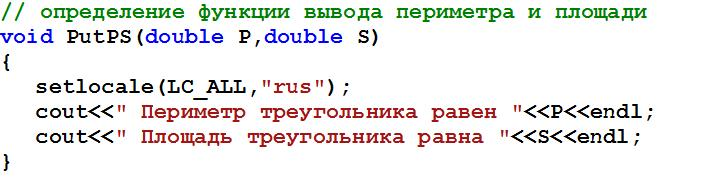 // определение функции вывода периметра и площади
void PutPS(double P,double S)
{
setlocale(LC_ALL,"rus");
cout<<" Периметр треугольника равен "<<P<<endl;
cout<<" Площадь треугольника равна "<<S<<endl;
}